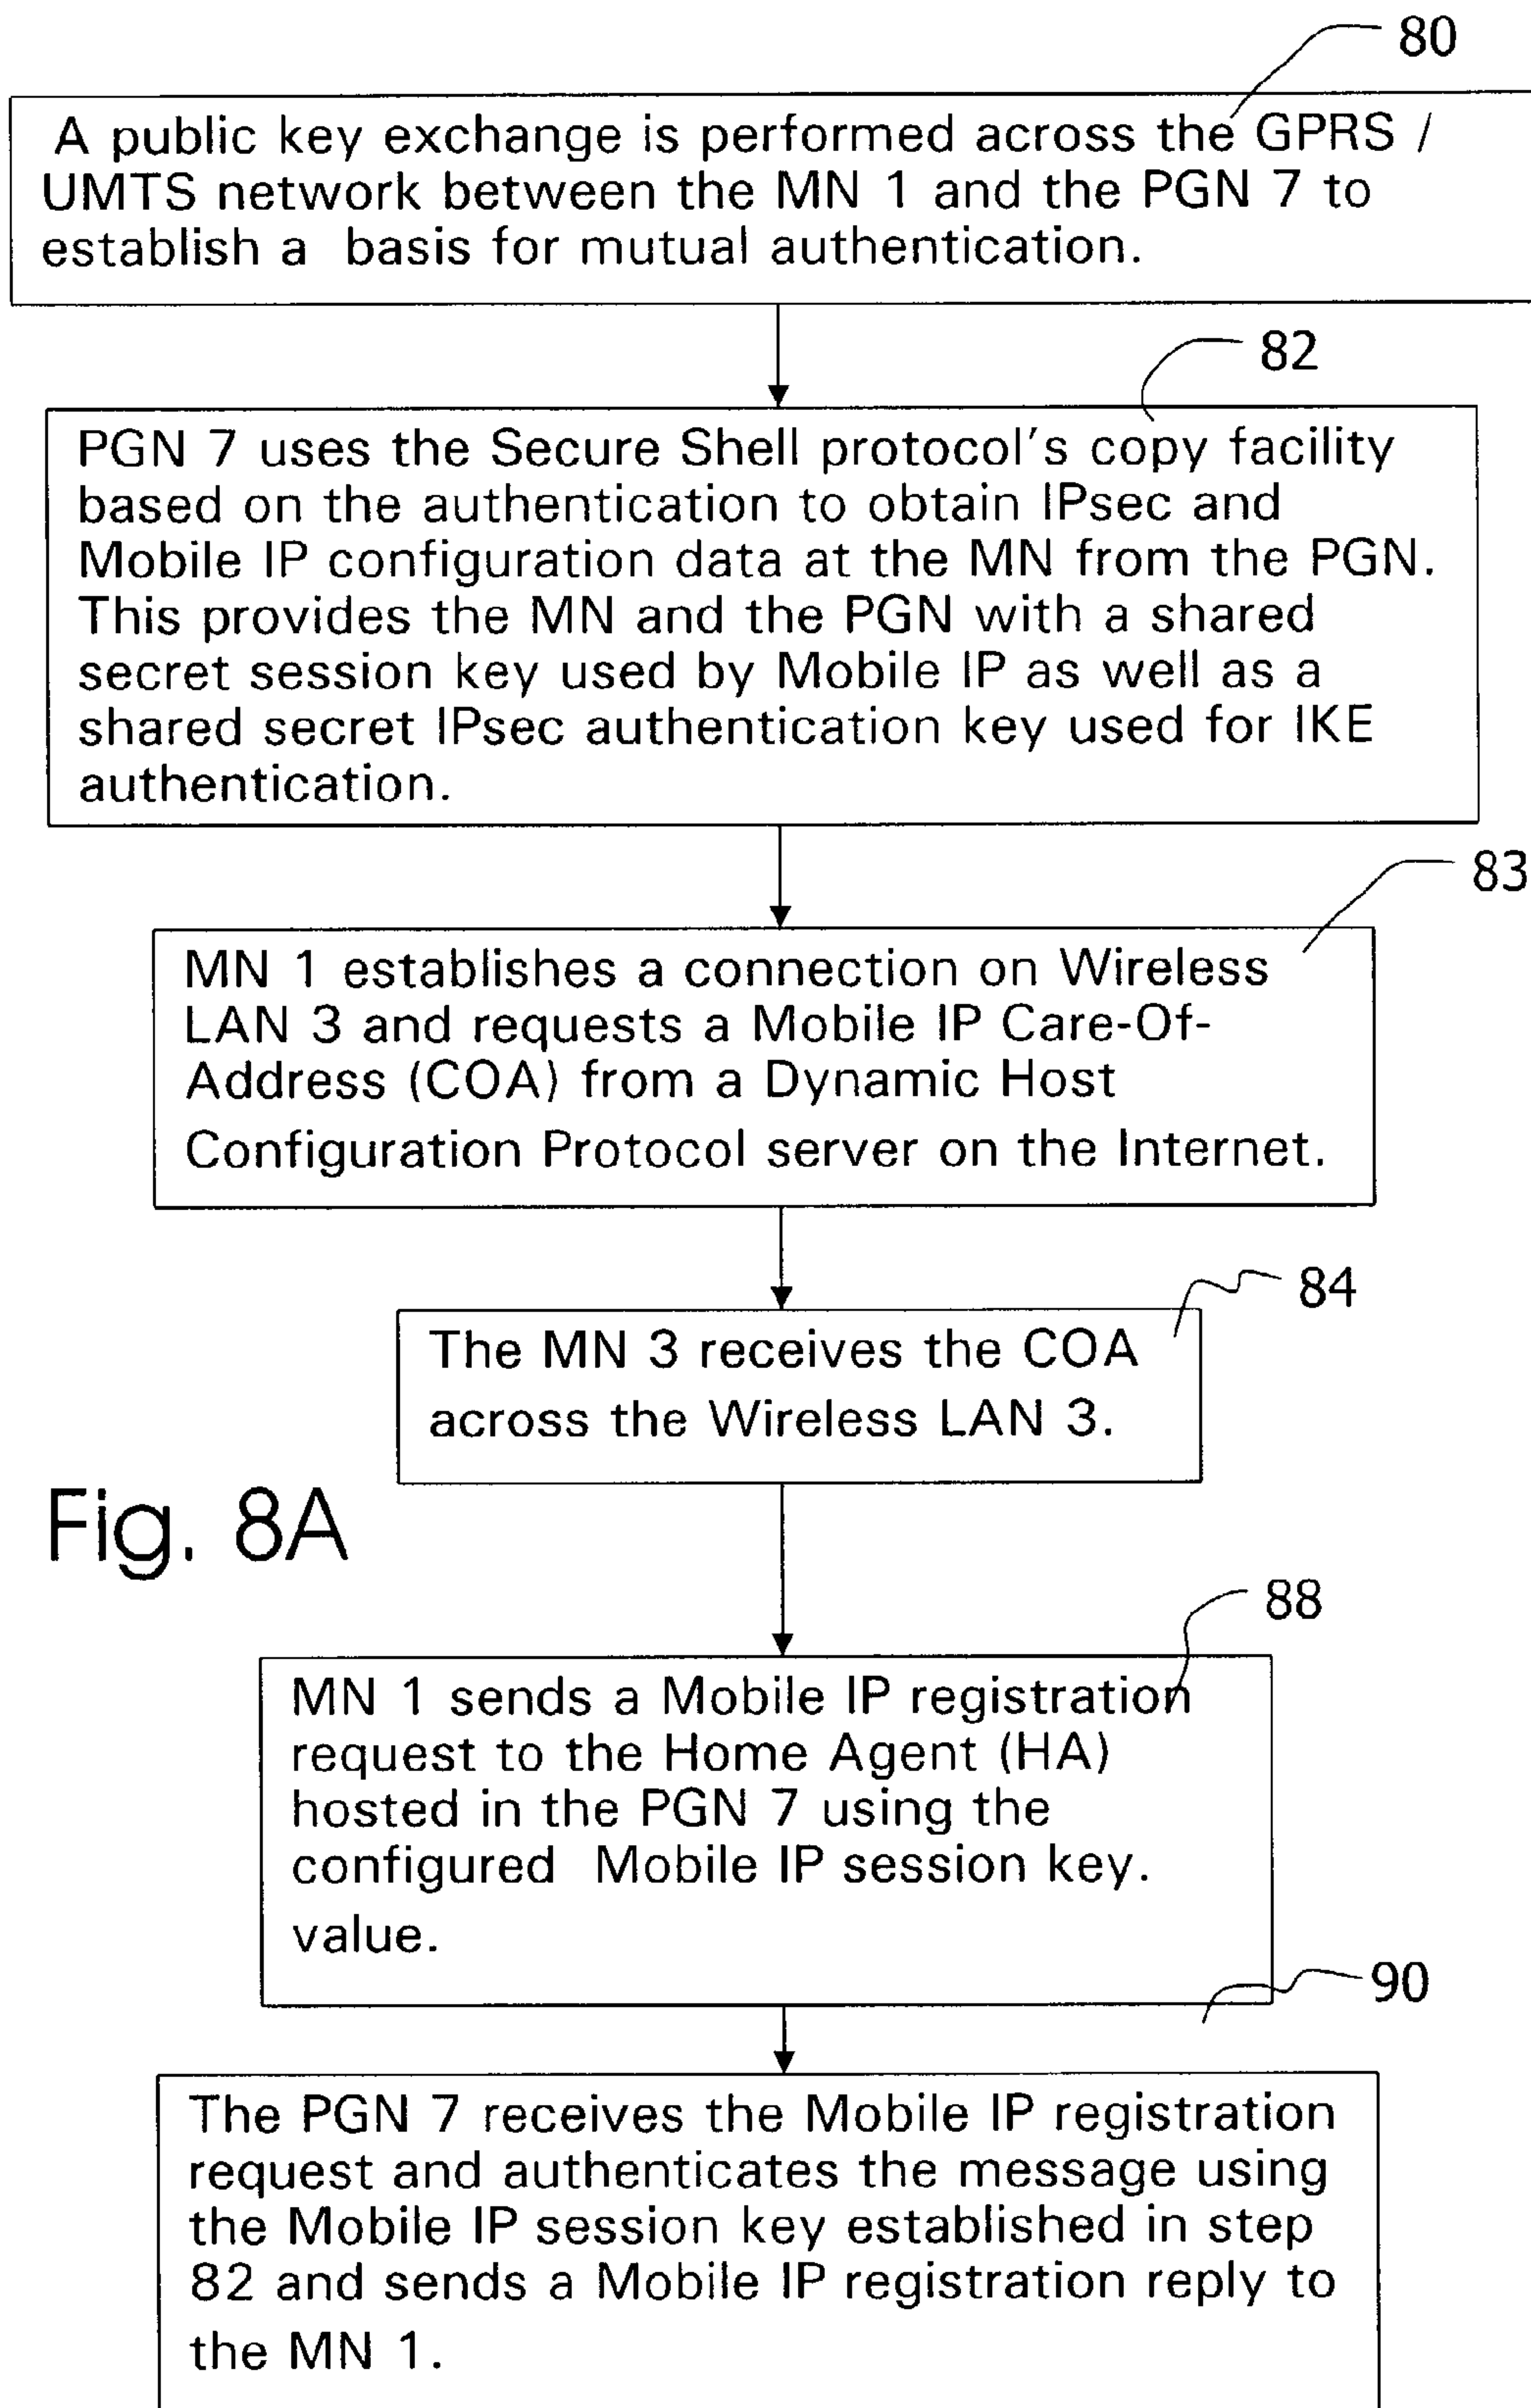 80
A public key exchange is performed across the GPRS /
UMTS network between the MN 1 and the PGN 7 to
establish a basis for mutual authentication.
82
PGN 7 uses the Secure Shell protocol's copy facility
based on the authentication to obtain IPsec and
Mobile IP configuration data at the MN from the PGN.
This provides the MN and the PGN with a shared
secret session key used by Mobile IP as well as a
shared secret IPsec authentication key used for IKE
authentication.
83
MN 1 establishes a connection on Wireless
LAN 3 and requests a Mobile IP Care-Of-
Address (COA) from a Dynamic Host
Configuration Protocol server on the Internet.
84
The MN 3 receives the COA
across the Wireless LAN 3.
Fig. 8A
88
MN 1 sends a Mobile IP registration
request to the Home Agent (HA)
hosted in the PGN 7 using the
configured Mobile IP session key.
value.
90
The PGN 7 receives the Mobile IP registration
request and authenticates the message using
the Mobile IP session key established in step
82 and sends a Mobile IP registration reply to
the MN 1.